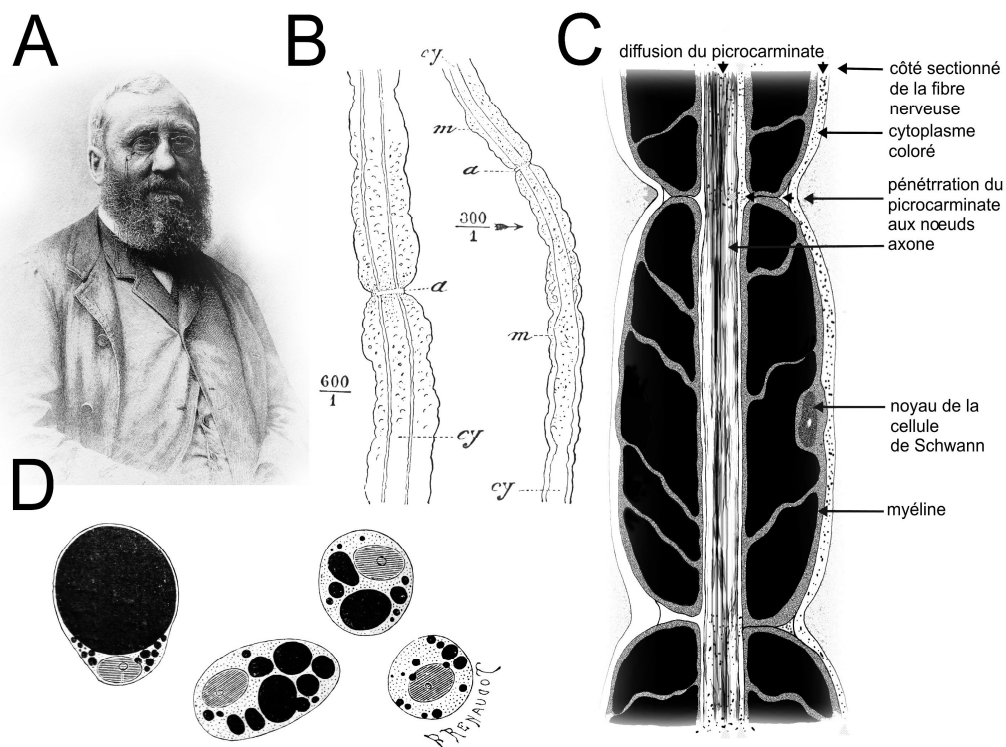 A
B
C
D
cy
m
a
300
1
a
m
600
1
cy
cy
diffusion du picrocarminate
côté sectionné
de la fibre
nerveuse
cytoplasme
coloré
pénétrration du
picrocarminate
aux nœuds
axone
noyau de la
cellule
de Schwann
myéline
R RENAUDOT